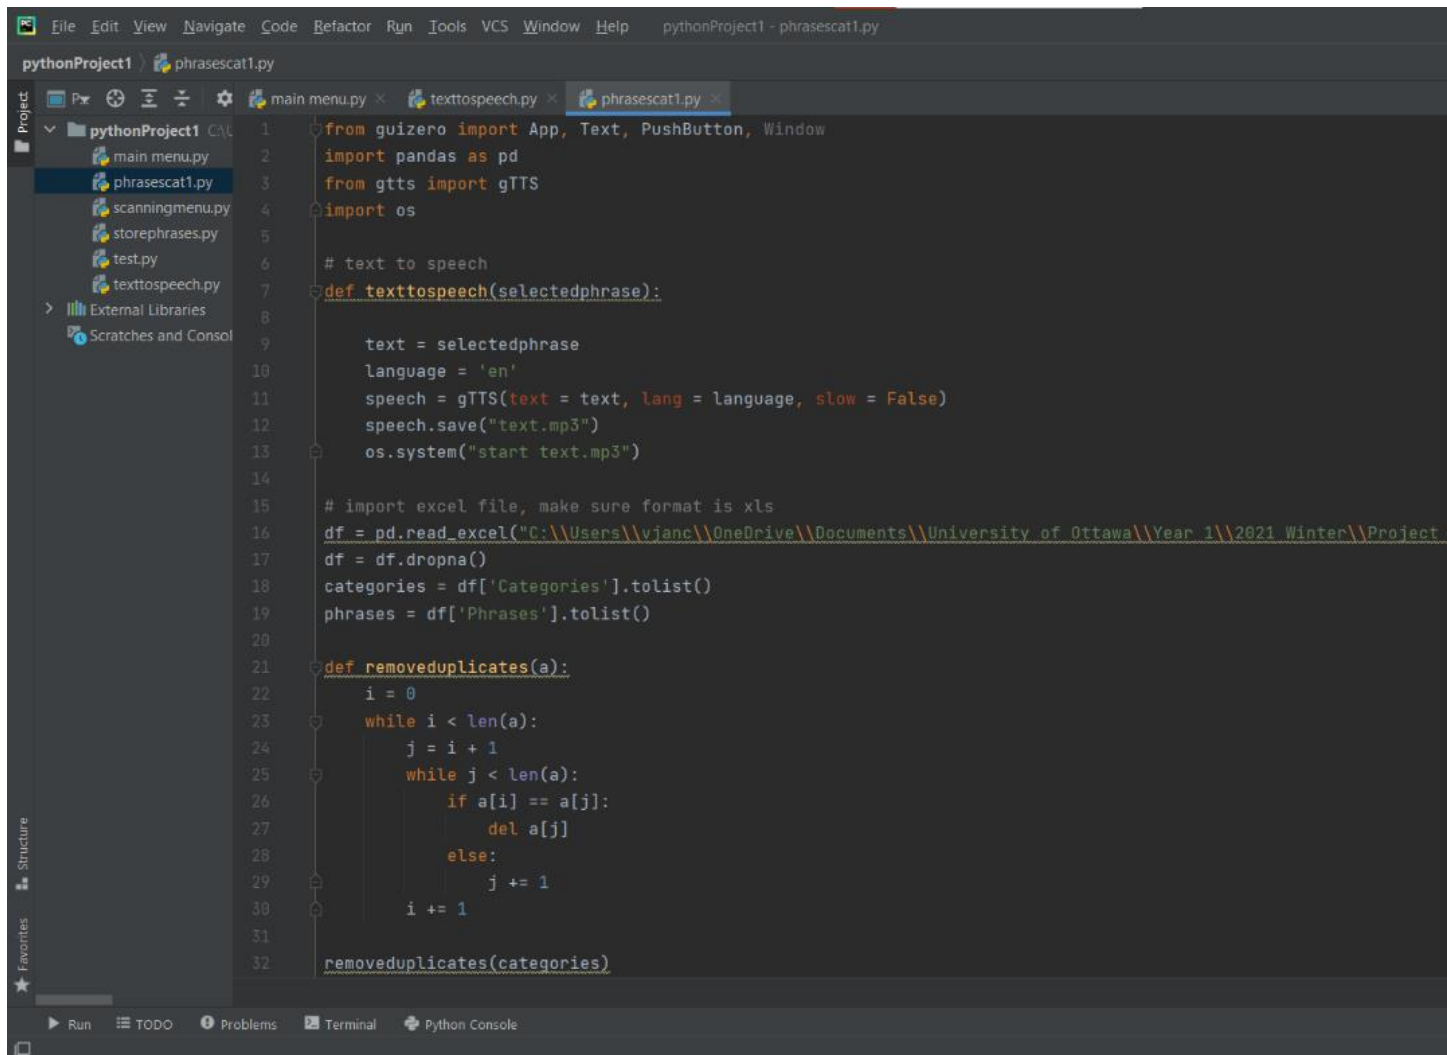 File Edit View Navigate Code Refactor Run Tools VCS Window Help pythonProject1 - phrasescat1.py
pythonProject1 phrasescat1.py
main menu.py texttospeech.py phrasescat1.py
Project
pythonProject1
main menu.py
phrasescat1.py
scanningmenu.py
storephrases.py
test.py
texttospeech.py
External Libraries
Scratches and Consol
1 from guizero import App, Text, PushButton, Window
2 import pandas as pd
3 from gtts import gTTS
4 import os
5
6 # text to speech
7 def texttospeech(selectedphrase):
8
9 text = selectedphrase
10 language = 'en'
11 speech = gTTS(text = text, lang = language, slow = False)
12 speech.save("text.mp3")
13 os.system("start text.mp3")
14
15 # import excel file, make sure format is xls
16 df = pd.read_excel("C:\\Users\\vjanc\\OneDrive\\Documents\\University of Ottawa\\Year 1\\2021 Winter\\Project
17 df = df.dropna()
18 categories = df['Categories'].tolist()
19 phrases = df['Phrases'].tolist()
20
21 def removeduplicates(a):
22 i = 0
23 while i < len(a):
24 j = i + 1
25 while j < len(a):
26 if a[i] == a[j]:
27 del a[j]
28 else:
29 j += 1
30 i += 1
31
32 removeduplicates(categories)
Structure
Favorites
Run TODO Problems Terminal Python Console